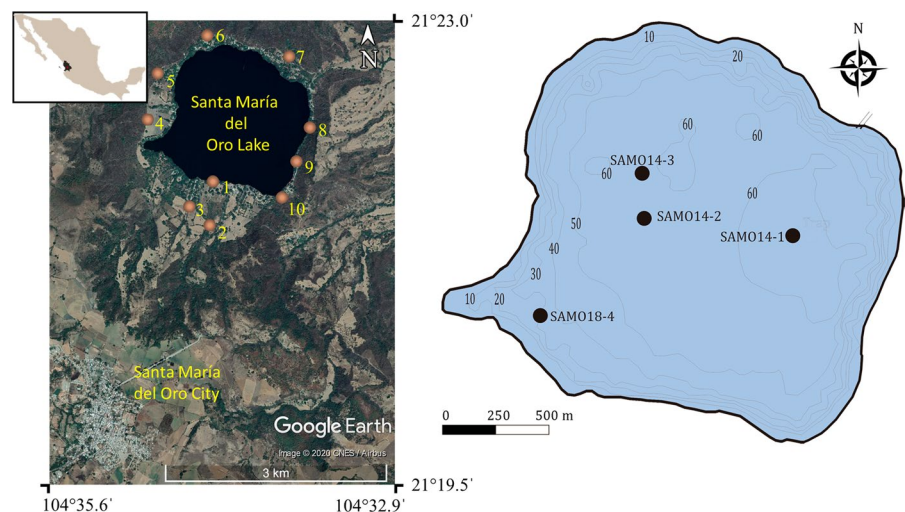 21°23.0'
N
6
7
5
Santa María
del
Oro Lake
4
8
9
1
3
10
2
Santa María
del Oro City
Google Earth
Image © 2020 CNES / Airbus
3 km
21°19.5'
104°35.6'
104°32.9'
N
10
20
60
60
SAMO14-3
60
60
SAMO14-2
50
SAMO14-1
40
30
10
20
SAMO18-4
0
250
500 m